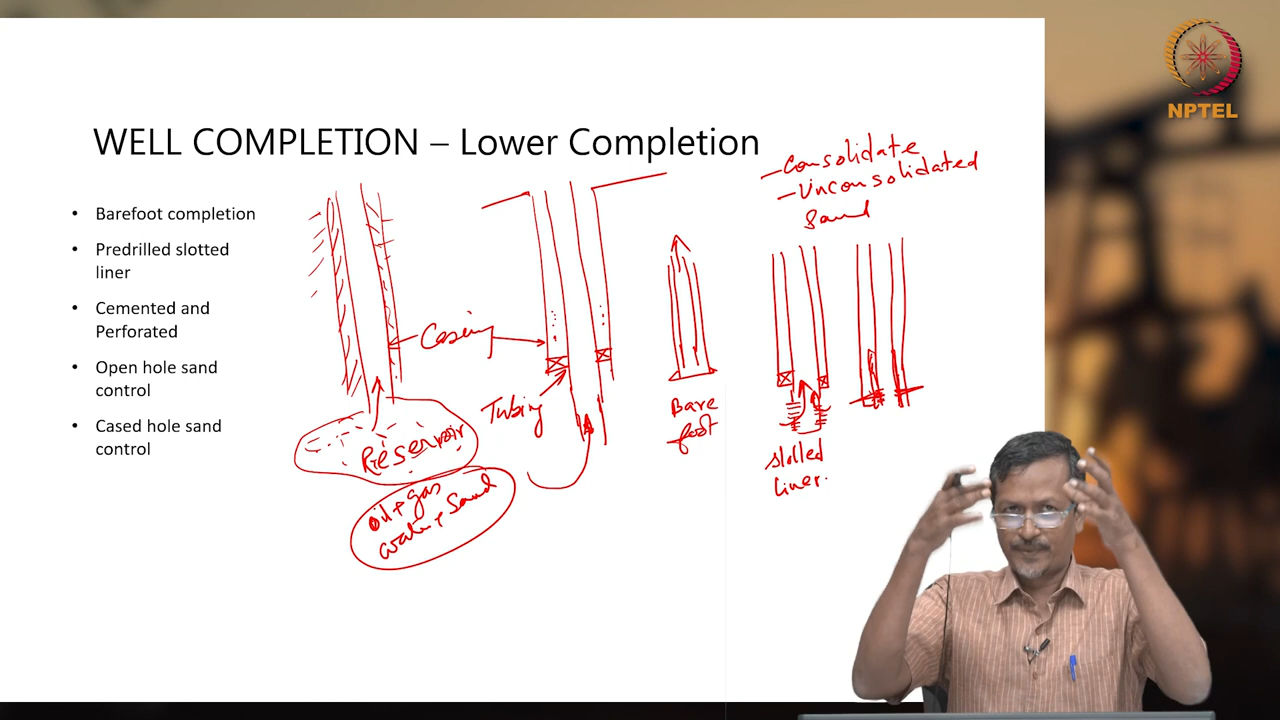 NPTEL
WELL COMPLETION – Lower Completion
• Barefoot completion
• Predrilled slotted
liner
• Cemented and
Perforated
• Open hole sand
control
• Cased hole sand
control
-Consolidate
-Unconsolidated
Sand
Casing
Tubing
Reservoir
oil + gas
water + Sand
Bare
foot
slolled
liner.